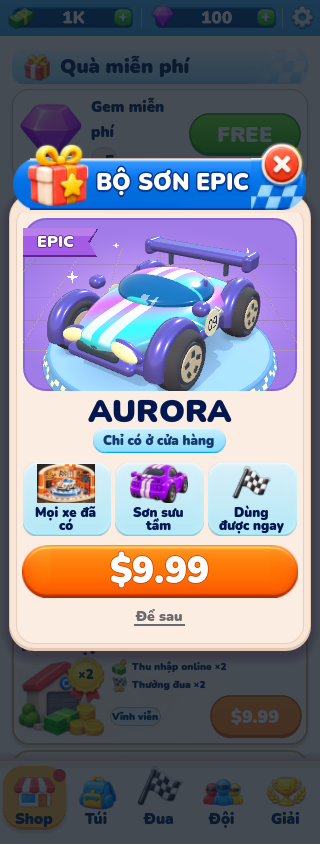 1K
100
Quà miễn phí
Gem miễn
phí
FREE
BỘ SƠN EPIC
EPIC
09
AURORA
Chỉ có ở cửa hàng
Mọi xe đã
có
Sơn sưu
tầm
Dùng
được ngay
$9.99
Để sau
×2
Thu nhập online ×2
Thưởng đua ×2
Vĩnh viễn
$9.99
Shop
Túi
Đua
Đội
Giải